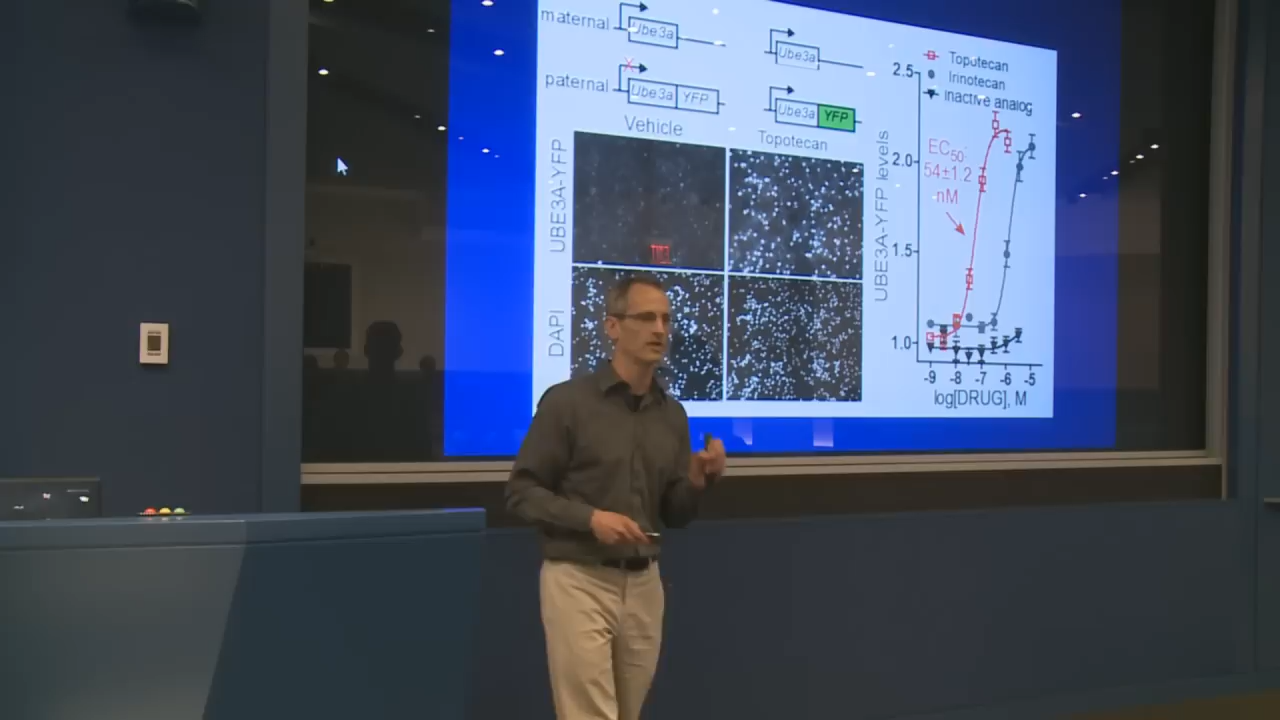 maternal
Ube3a
Ube3a
paternal
Ube3a YFP
Ube3a YFP
Vehicle
Topotecan
UBE3A-YFP
DAPI
Topotecan
Irinotecan
inactive analog
UBE3A-YFP levels
2.5
2.0
1.5
1.0
EC50
54±1.2
nM
-9 -8 -7 -6 -5
log[DRUG], M